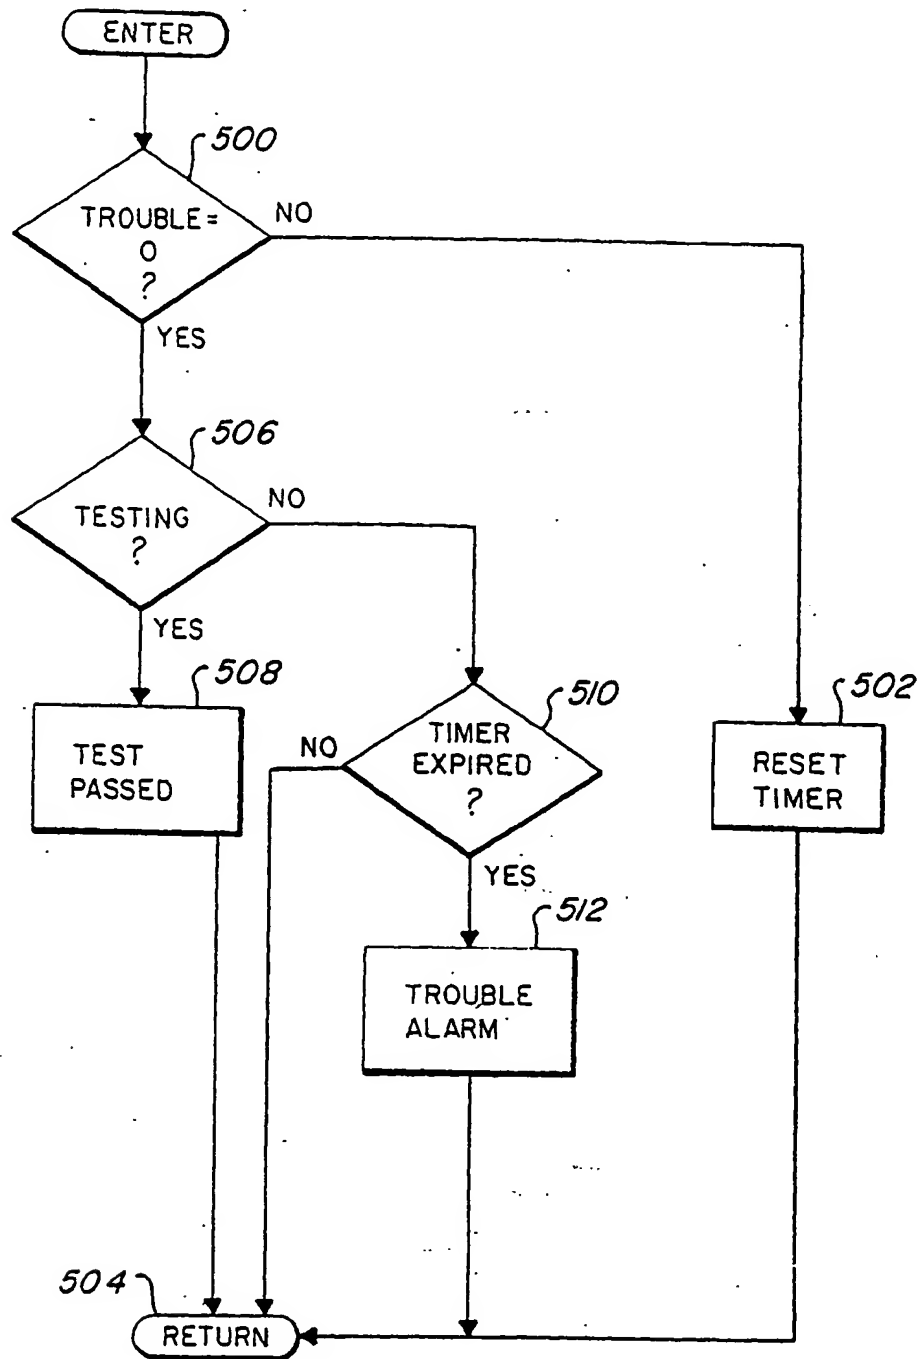 ENTER
500
TROUBLE =
0
?
NO
YES
506
TESTING
?
NO
YES
508
TEST
PASSED
510
TIMER
EXPIRED
?
NO
YES
502
RESET
TIMER
512
TROUBLE
ALARM
504
RETURN